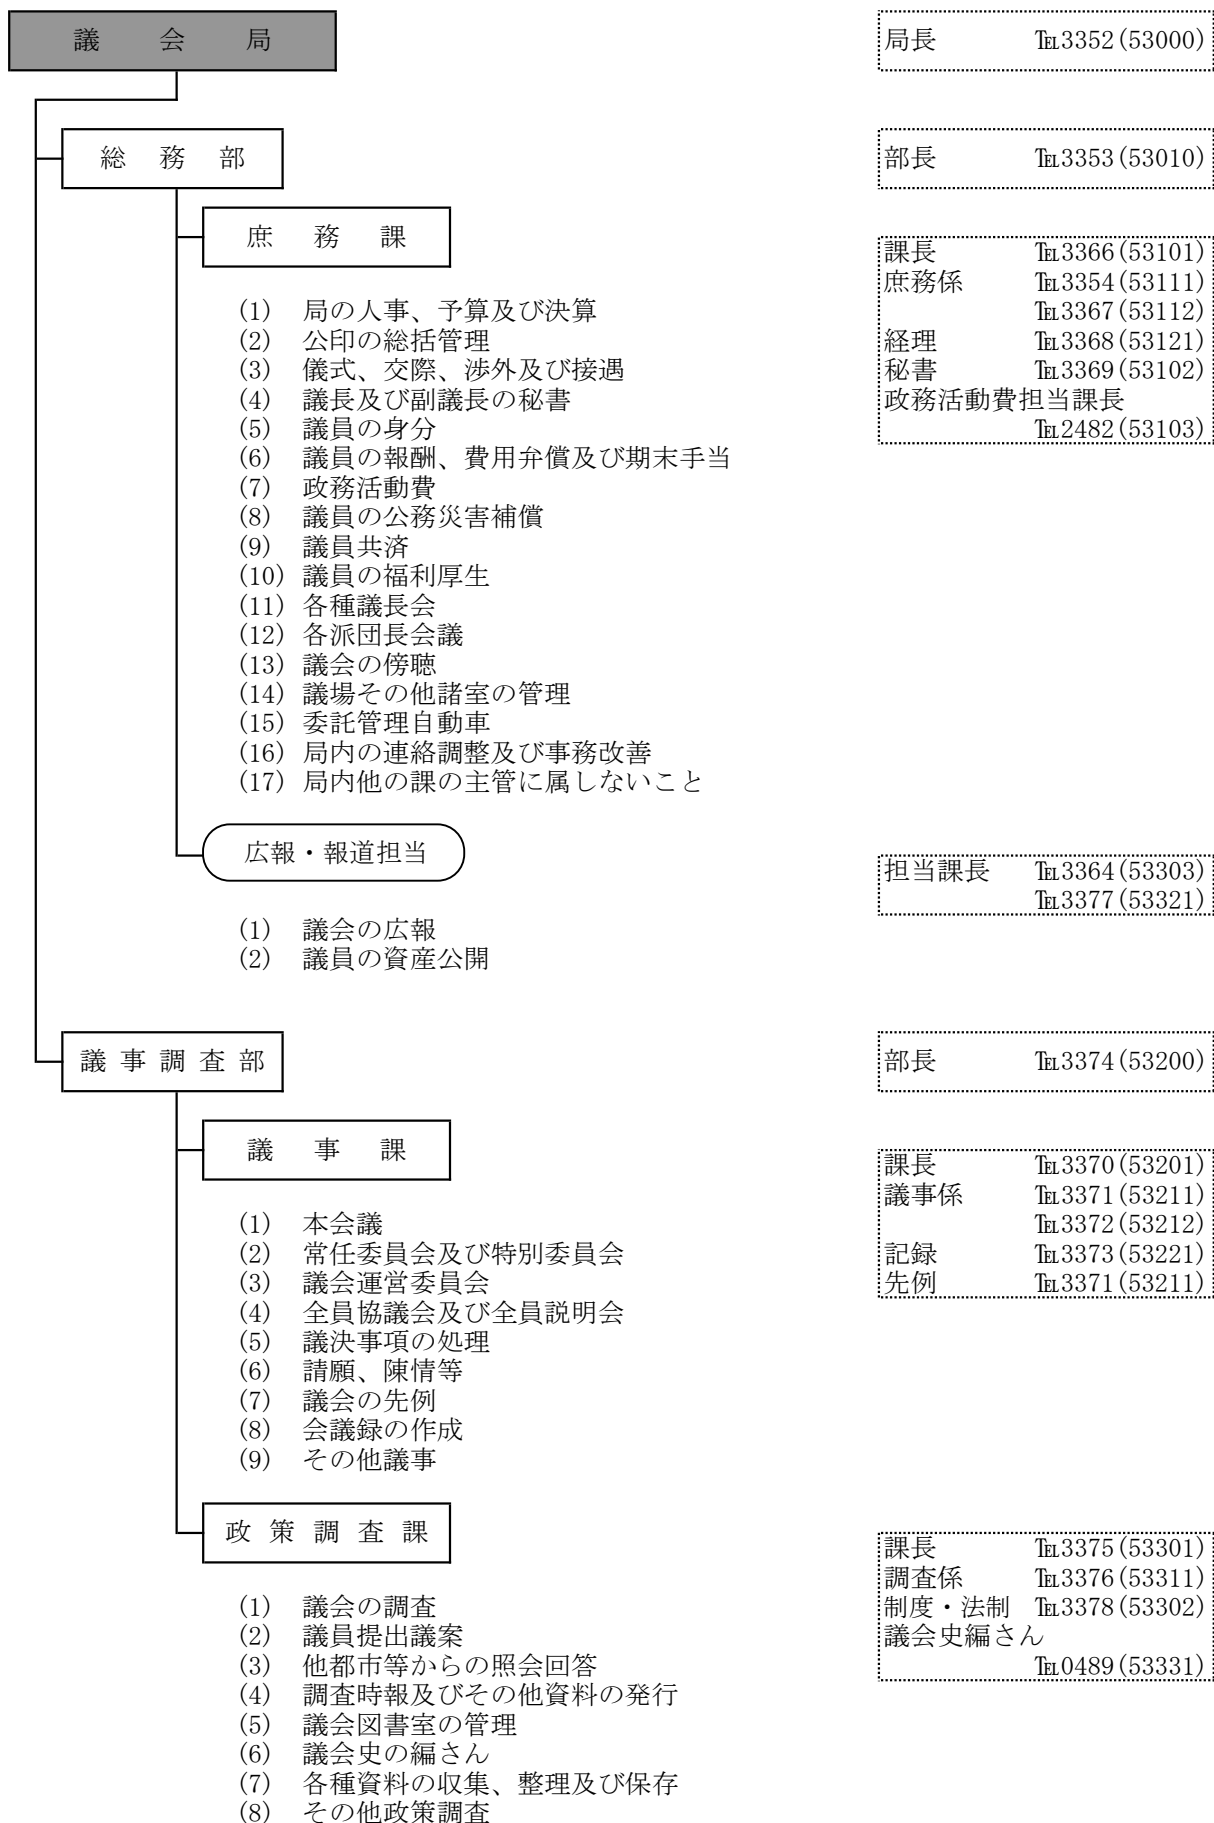 議会局
局長 ℡3352(53000)
総務部
部長 ℡3353(53010)
庶務課
課長 ℡3366(53101)
庶務係 ℡3354(53111)
℡3367(53112)
経理 ℡3368(53121)
秘書 ℡3369(53102)
政務活動費担当課長
℡2482(53103)
(1) 局の人事、予算及び決算
(2) 公印の総括管理
(3) 儀式、交際、渉外及び接遇
(4) 議長及び副議長の秘書
(5) 議員の身分
(6) 議員の報酬、費用弁償及び期末手当
(7) 政務活動費
(8) 議員の公務災害補償
(9) 議員共済
(10) 議員の福利厚生
(11) 各種議長会
(12) 各派団長会議
(13) 議会の傍聴
(14) 議場その他諸室の管理
(15) 委託管理自動車
(16) 局内の連絡調整及び事務改善
(17) 局内他の課の主管に属しないこと
広報・報道担当
担当課長 ℡3364(53303)
℡3377(53321)
(1) 議会の広報
(2) 議員の資産公開
議事調査部
部長 ℡3374(53200)
議事課
課長 ℡3370(53201)
議事係 ℡3371(53211)
℡3372(53212)
記録 ℡3373(53221)
先例 ℡3371(53211)
(1) 本会議
(2) 常任委員会及び特別委員会
(3) 議会運営委員会
(4) 全員協議会及び全員説明会
(5) 議決事項の処理
(6) 請願、陳情等
(7) 議会の先例
(8) 会議録の作成
(9) その他議事
政策調査課
課長 ℡3375(53301)
調査係 ℡3376(53311)
制度・法制 ℡3378(53302)
議会史編さん
℡0489(53331)
(1) 議会の調査
(2) 議員提出議案
(3) 他都市等からの照会回答
(4) 調査時報及びその他資料の発行
(5) 議会図書室の管理
(6) 議会史の編さん
(7) 各種資料の収集、整理及び保存
(8) その他政策調査